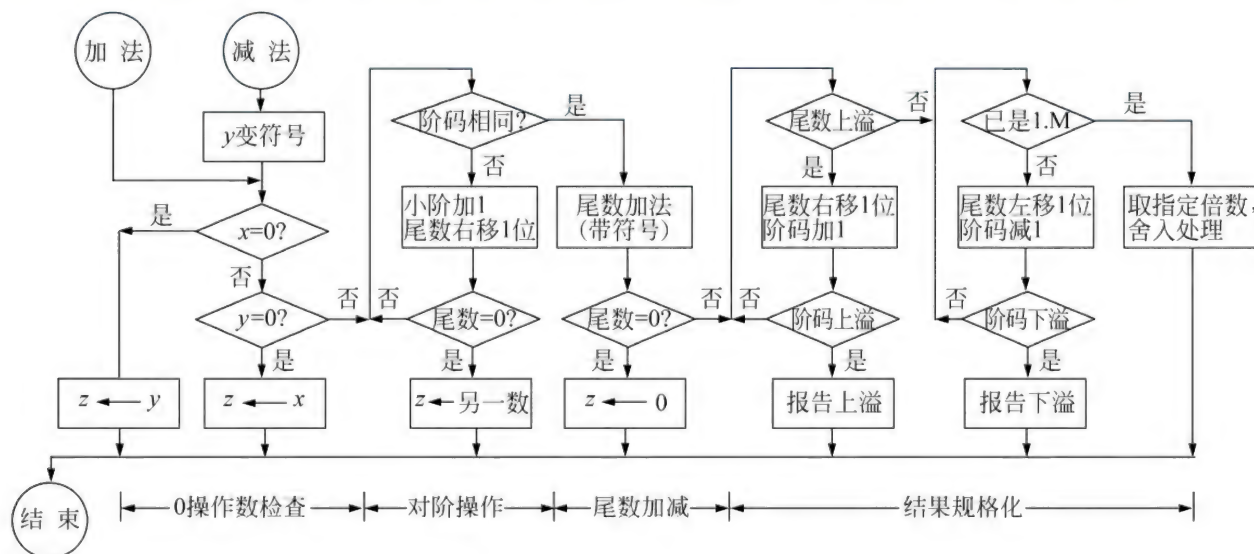 加 法
减 法
y变符号
是
x=0?
否
y=0?
否
是
z ← y
z ← x
阶码相同?
是
否
小阶加1
尾数右移1位
尾数加法
(带符号)
否
尾数=0?
是
z ← 另一数
尾数=0?
否
是
z ← 0
尾数上溢
否
是
尾数右移1位
阶码加1
否
阶码上溢
是
报告上溢
已是1.M
是
否
尾数左移1位
阶码减1
取指定倍数,
舍入处理
否
阶码下溢
是
报告下溢
结 束
0操作数检查
对阶操作
尾数加减
结果规格化